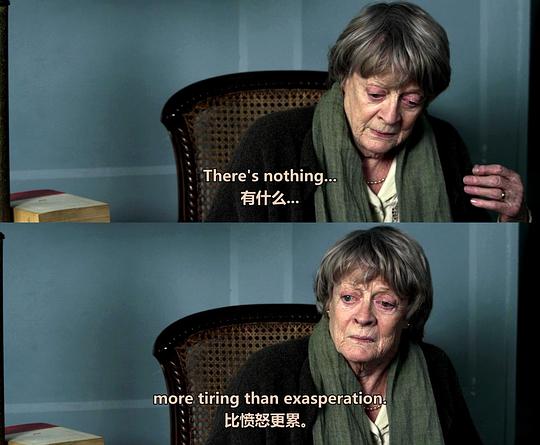 There's nothing...
有什么...
more tiring than exasperation.
比愤怒更累。